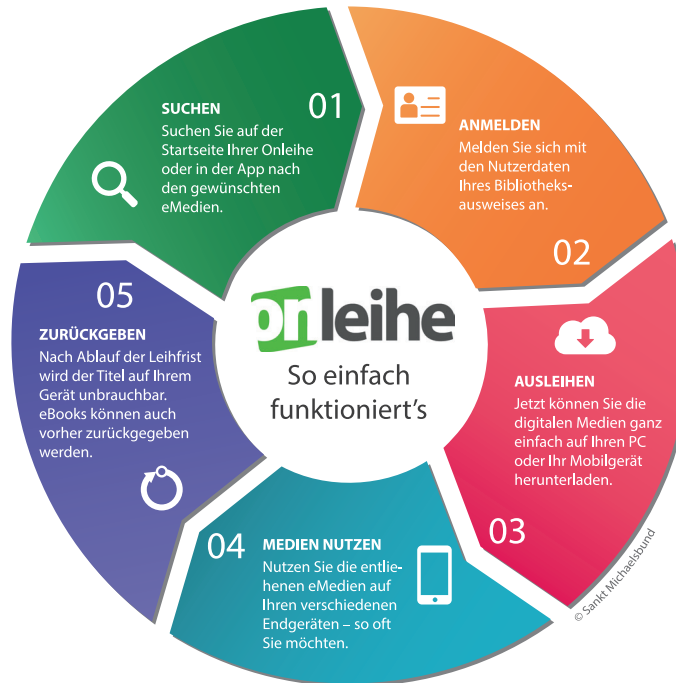 01
SUCHEN
Suchen Sie auf der
Startseite Ihrer Onleihe
oder in der App nach
den gewünschten
eMedien.
ANMELDEN
Melden Sie sich mit
den Nutzerdaten
Ihres Bibliotheks-
ausweises an.
02
AUSLEIHEN
Jetzt können Sie die
digitalen Medien ganz
einfach auf Ihren PC
oder Ihr Mobilgerät
herunterladen.
03
04
MEDIEN NUTZEN
Nutzen Sie die entlie-
henen eMedien auf
Ihren verschiedenen
Endgeräten – so oft
Sie möchten.
05
ZURÜCKGEBEN
Nach Ablauf der Leihfrist
wird der Titel auf Ihrem
Gerät unbrauchbar.
eBooks können auch
vorher zurückgegeben
werden.
onleihe
So einfach
funktioniert's
© Sankt Michaelsbund